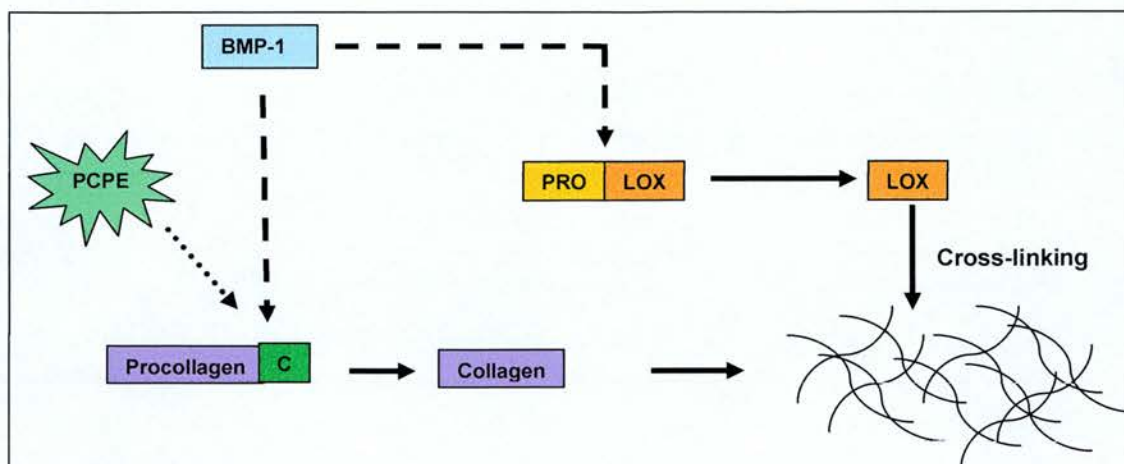 BMP-1
PCPE
PRO LOX
LOX
Cross-linking
Procollagen C
Collagen